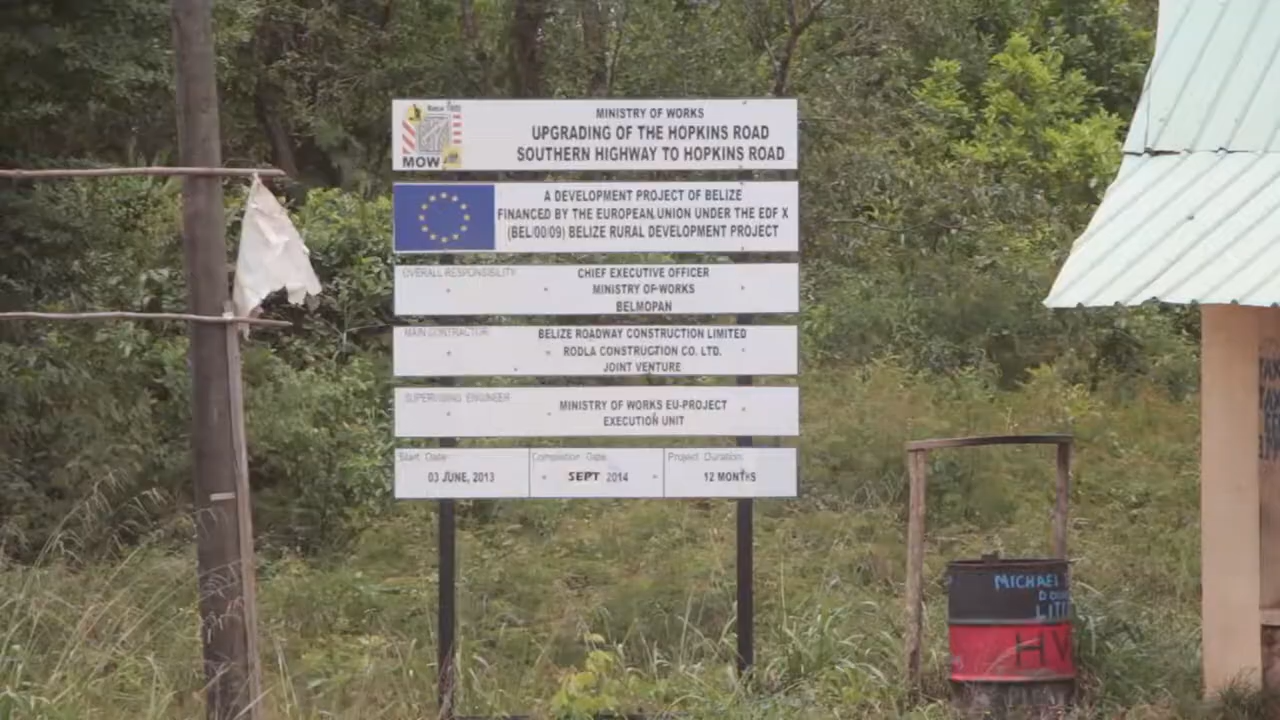 MOW
MINISTRY OF WORKS
UPGRADING OF THE HOPKINS ROAD
SOUTHERN HIGHWAY TO HOPKINS ROAD
A DEVELOPMENT PROJECT OF BELIZE
FINANCED BY THE EUROPEAN UNION UNDER THE EDF X
(BEL/00/09) BELIZE RURAL DEVELOPMENT PROJECT
OVERALL RESPONSIBILITY
CHIEF EXECUTIVE OFFICER
MINISTRY OF WORKS
BELMOPAN
MAIN CONTRACTOR
BELIZE ROADWAY CONSTRUCTION LIMITED
RODLA CONSTRUCTION CO. LTD.
JOINT VENTURE
SUPERVISING ENGINEER
MINISTRY OF WORKS EU-PROJECT
EXECUTION UNIT
Start Date:
03 JUNE, 2013
Completion Date:
SEPT 2014
Project Duration:
12 MONTHS
MICHAEL
HV